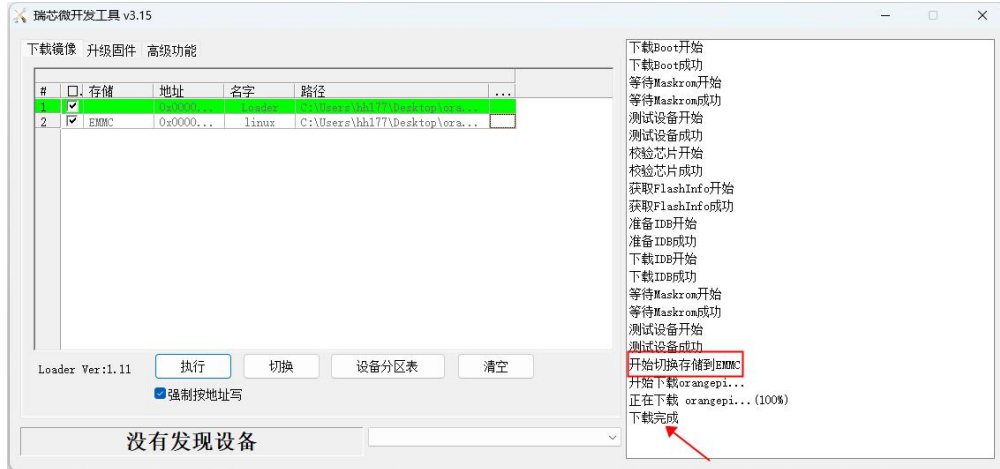 瑞芯微开发工具 v3.15
下载镜像 升级固件 高级功能
# 存储 地址 名字 路径 ...
1 0x0000... Loader C:\Users\hh177\Desktop\ora...
2 EMMC 0x0000... linux C:\Users\hh177\Desktop\ora...
Loader Ver:1.11 执行 切换 设备分区表 清空
强制按地址写
没有发现设备
下载Boot开始
下载Boot成功
等待Maskrom开始
等待Maskrom成功
测试设备开始
测试设备成功
校验芯片开始
校验芯片成功
获取FlashInfo开始
获取FlashInfo成功
准备IDB开始
准备IDB成功
下载IDB开始
下载IDB成功
等待Maskrom开始
等待Maskrom成功
测试设备开始
测试设备成功
开始切换存储到EMMC
开始下载orangepi...
正在下载 orangepi...(100%)
下载完成